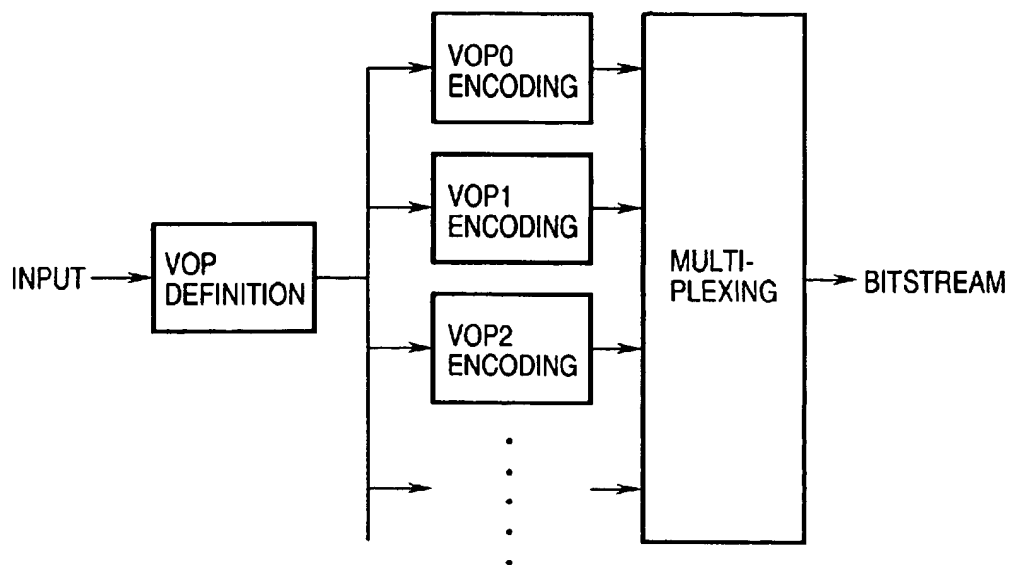 INPUT
VOP
DEFINITION
VOP0
ENCODING
VOP1
ENCODING
VOP2
ENCODING
MULTI-
PLEXING
BITSTREAM